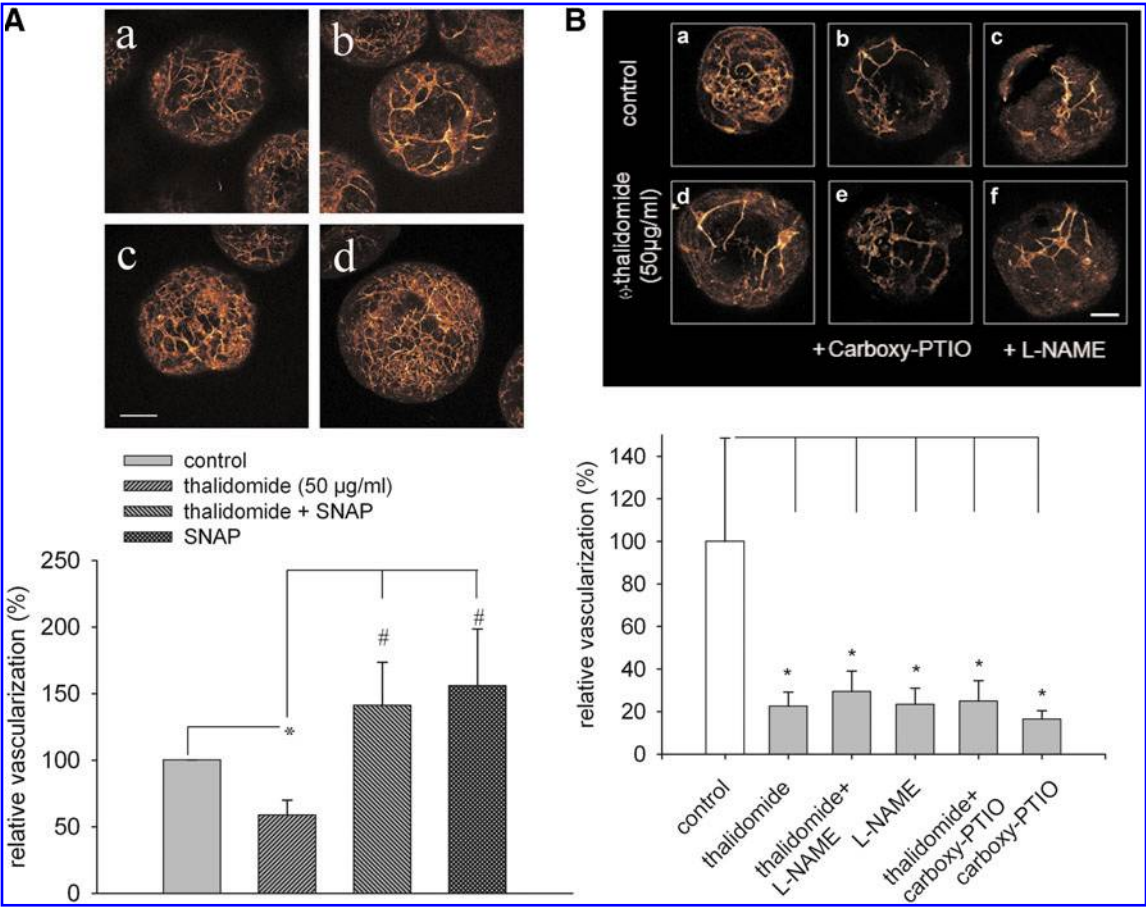 A
a
b
c
d
control
thalidomide (50 µg/ml)
thalidomide + SNAP
SNAP
relative vascularization (%)
250
200
150
100
50
0
*
#
#
B
control
(-)-thalidomide
(50µg/ml)
a
b
c
d
e
f
+ Carboxy-PTIO
+ L-NAME
relative vascularization (%)
140
120
100
80
60
40
20
0
*
*
*
*
*
control
thalidomide
thalidomide+
L-NAME
L-NAME
thalidomide+
carboxy-PTIO
carboxy-PTIO